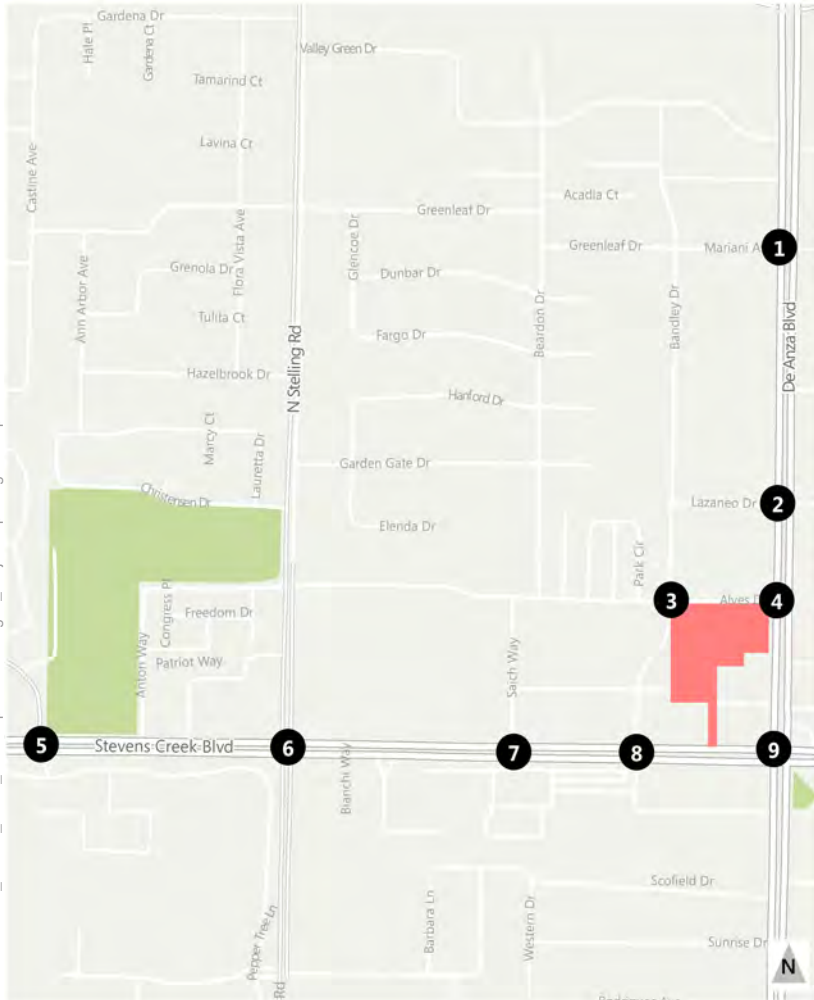 Gardena Dr
Hale Pl
Gardena Ct
Valley Green Dr
Tamarind Ct
Lavina Ct
Castine Ave
Acadia Ct
Greenleaf Dr
Flora Vista Ave
Glencoe Dr
Greenleaf Dr
Mariani A
1
Ann Arbor Ave
Grenola Dr
Dunbar Dr
Tulita Ct
Beardon Dr
Bandley Dr
De Anza Blvd
Fargo Dr
N Stelling Rd
Hazelbrook Dr
Hanford Dr
Marcy Ct
Lauretta Dr
Garden Gate Dr
Christensen Dr
Lazaneo Dr
2
Elenda Dr
Park Cir
3
Alves D
4
Congress Pl
Freedom Dr
Anton Way
Patriot Way
Saich Way
5
Stevens Creek Blvd
6
7
8
9
Bianchi Way
Scofield Dr
Barbara Ln
Western Dr
Pepper Tree Ln
Sunrise Dr
N
Rd